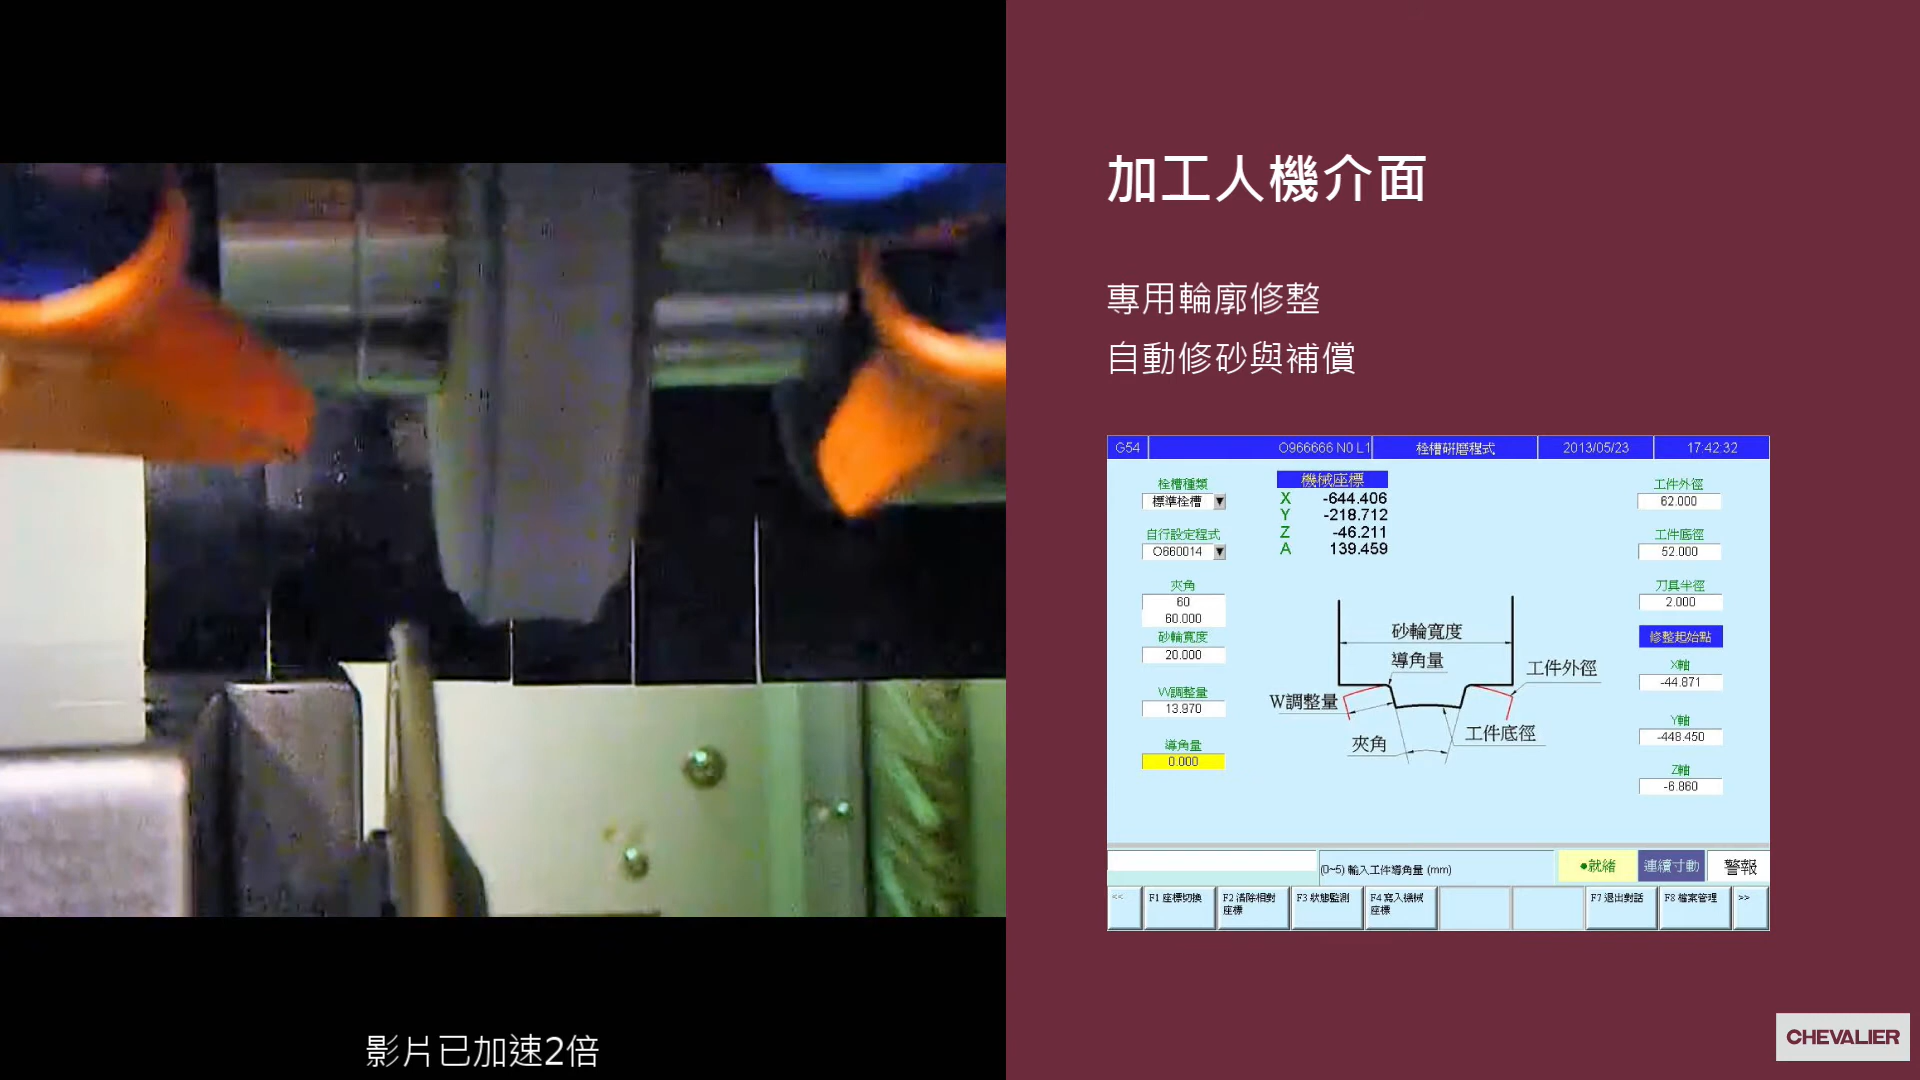 加工人機介面
專用輪廓修整
自動修砂與補償
G54 O966666 N0 L1 栓槽研磨程式 2013/05/23 17:42:32
栓槽種類
標準栓槽
自行設定程式
O660014
夾角
60
60.000
砂輪寬度
20.000
W調整量
13.970
導角量
0.000
機械座標
X -644.406
Y -218.712
Z -46.211
A 139.459
砂輪寬度
導角量
工件外徑
W調整量
夾角
工件底徑
工件外徑
62.000
工件底徑
52.000
刀具半徑
2.000
修整起始點
X軸
-44.871
Y軸
-448.450
Z軸
-6.860
(0~5) 輸入工件導角量 (mm)
●就緒 連續寸動 警報
<< F1 座標切換 F2 清除相對座標 F3 狀態監測 F4 寫入機械座標 F7 退出對話 F8 檔案管理 >>
影片已加速2倍
CHEVALIER